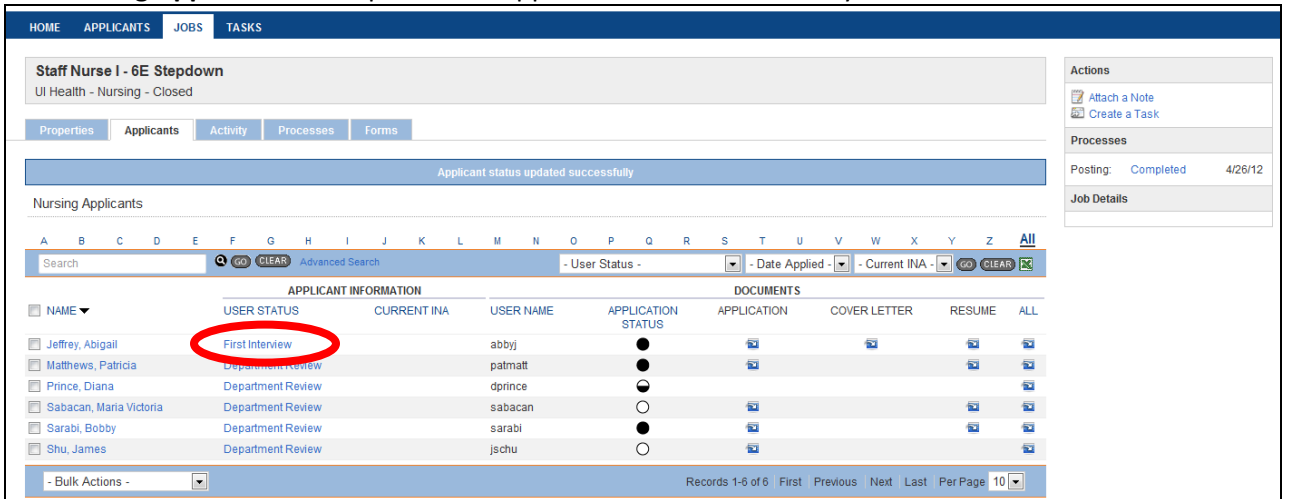 HOME APPLICANTS JOBS TASKS
Staff Nurse I - 6E Stepdown
UI Health - Nursing - Closed
Properties Applicants Activity Processes Forms
Applicant status updated successfully
Nursing Applicants
A B C D E F G H I J K L M N O P Q R S T U V W X Y Z All
Search GO CLEAR Advanced Search - User Status - - Date Applied - - Current INA - GO CLEAR
APPLICANT INFORMATION DOCUMENTS
NAME USER STATUS CURRENT INA USER NAME APPLICATION STATUS APPLICATION COVER LETTER RESUME ALL
Jeffrey, Abigail First Interview abbyj
Matthews, Patricia Department Review patmatt
Prince, Diana Department Review dprince
Sabacan, Maria Victoria Department Review sabacan
Sarabi, Bobby Department Review sarabi
Shu, James Department Review jschu
- Bulk Actions - Records 1-6 of 6 First Previous Next Last Per Page 10
Actions
Attach a Note
Create a Task
Processes
Posting: Completed 4/26/12
Job Details